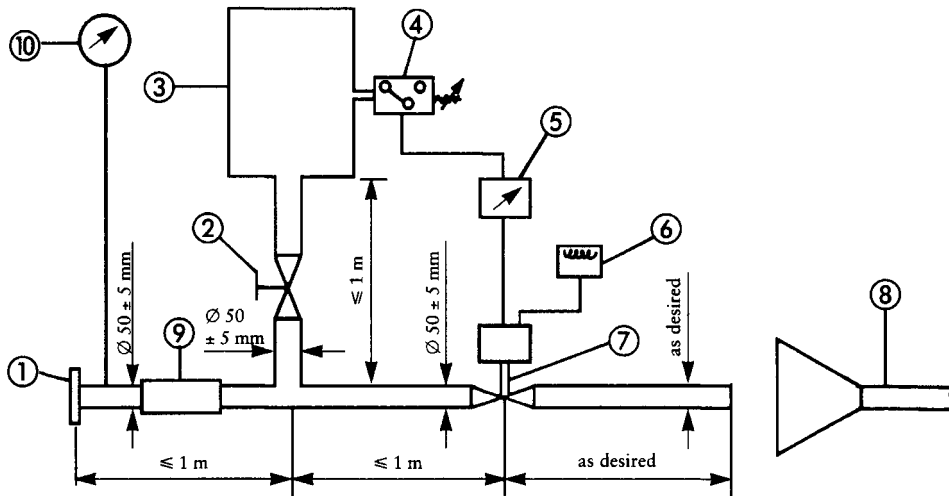 10
3
4
5
2
6
≤ 1 m
Ø 50 ± 5 mm
Ø 50
± 5 mm
9
Ø 50 ± 5 mm
7
as desired
8
1
≤ 1 m
≤ 1 m
as desired